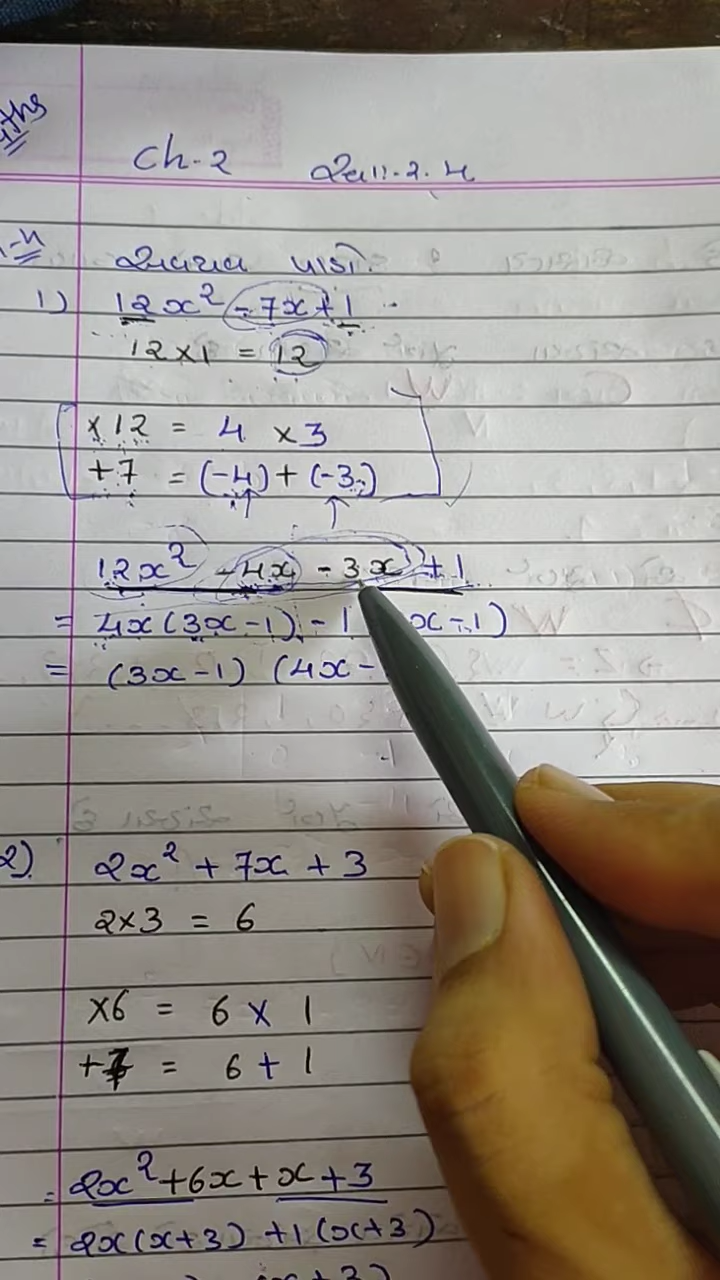 Ch-2 સ્વા. 2.4
અવયવ પાડો.
1) 12x² - 7x + 1
12 x 1 = 12
x 12 = 4 x 3
+ 7 = (-4) + (-3)
12x² - 4x - 3x + 1
= 4x (3x - 1) - 1 x - 1)
= (3x - 1) (4x -
2) 2x² + 7x + 3
2 x 3 = 6
x6 = 6 x 1
+7 = 6 + 1
= 2x² + 6x + x + 3
= 2x (x + 3) + 1 (x + 3)